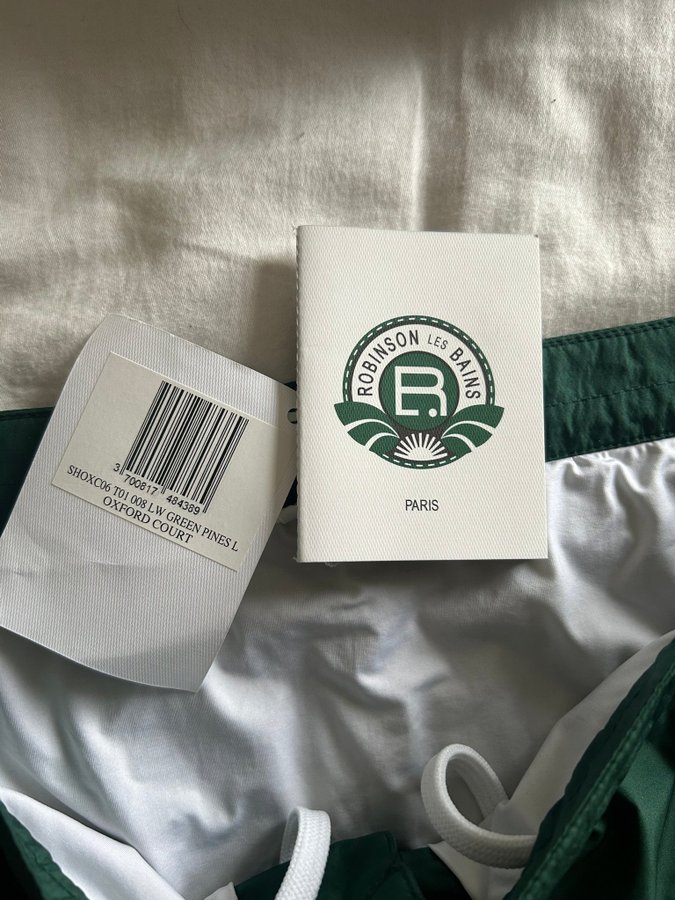 3 700817 484389
SHOXC06 T01 008 LW GREEN PINES L
OXFORD COURT
ROBINSON LES BAINS
R.
PARIS